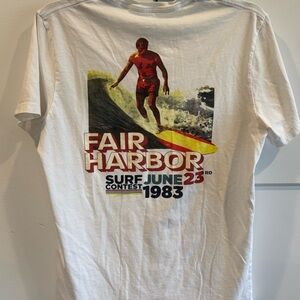 FAIR
HARBOR
SURF JUNE 23RD
CONTEST 1983